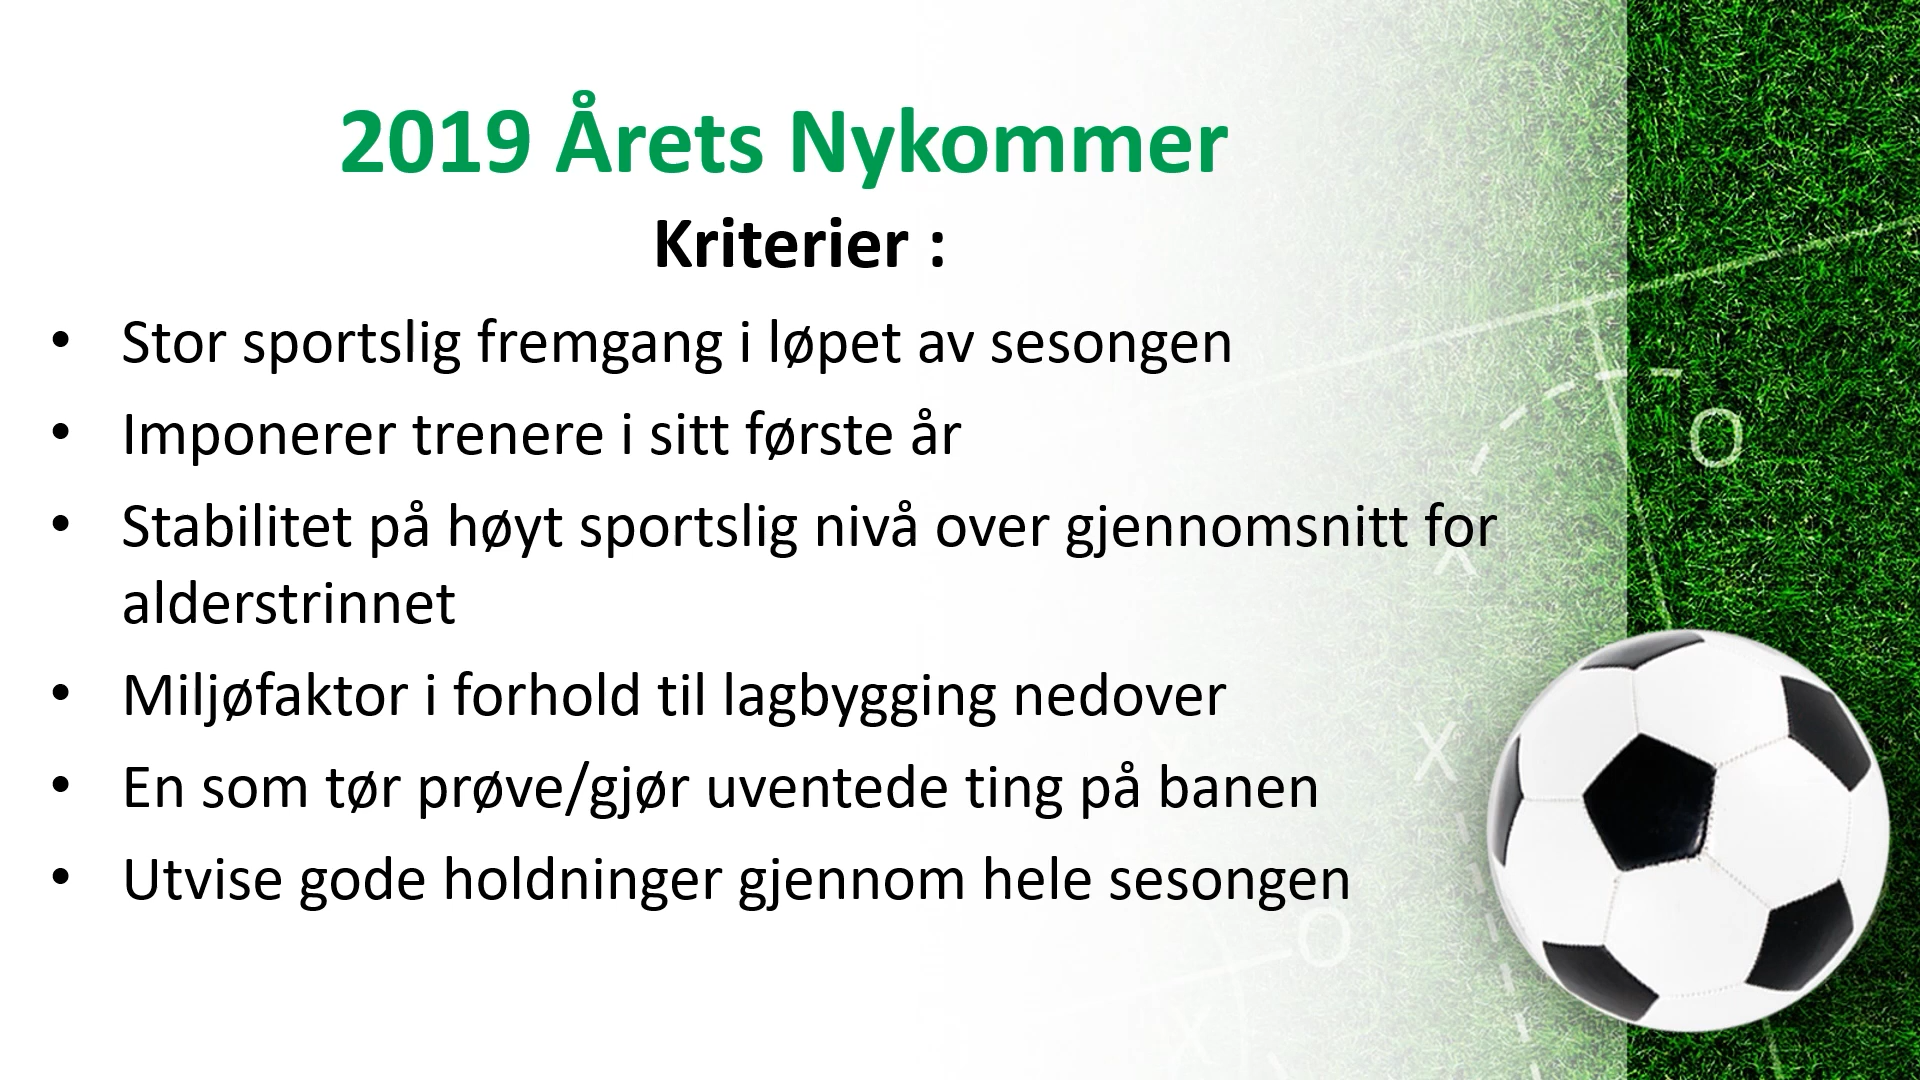 2019 Årets Nykommer
Kriterier :
• Stor sportslig fremgang i løpet av sesongen
• Imponerer trenere i sitt første år
• Stabilitet på høyt sportslig nivå over gjennomsnitt for
alderstrinnet
• Miljøfaktor i forhold til lagbygging nedover
• En som tør prøve/gjør uventede ting på banen
• Utvise gode holdninger gjennom hele sesongen
O
X
X
O
X